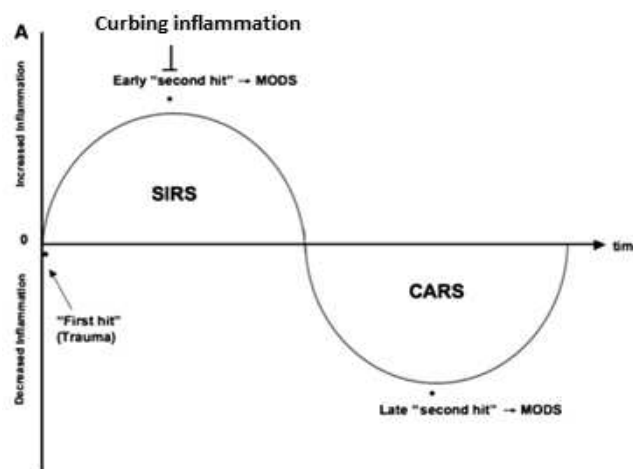 A
Curbing inflammation
Early "second hit" → MODS
Increased Inflammation
SIRS
0
tim
CARS
"First hit"
(Trauma)
Decreased Inflammation
Late "second hit" → MODS